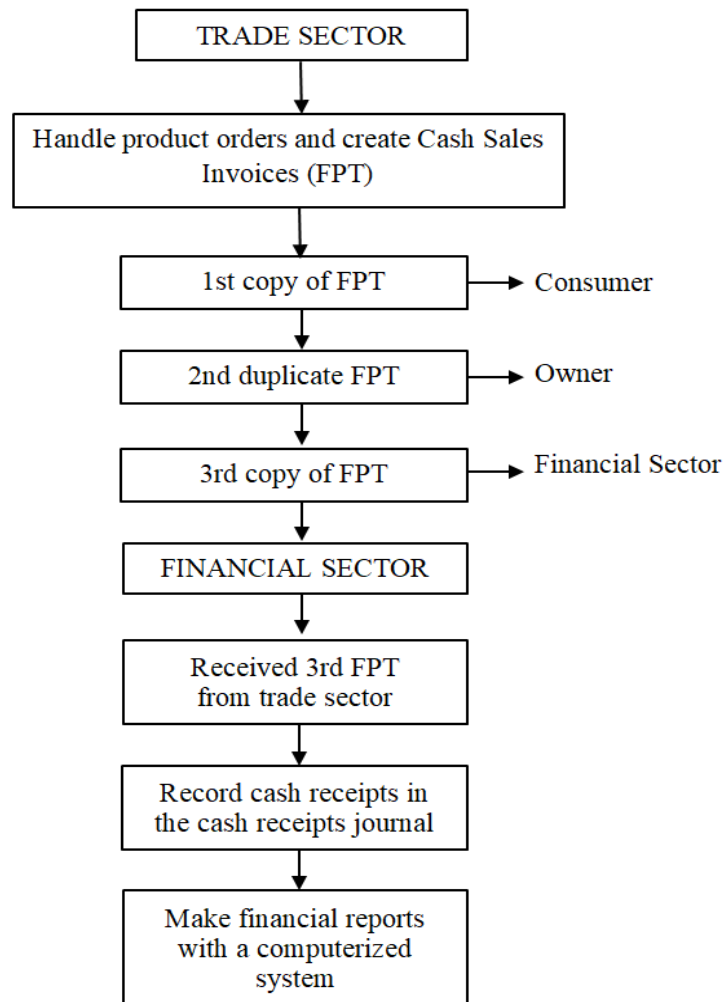 TRADE SECTOR
Handle product orders and create Cash Sales
Invoices (FPT)
1st copy of FPT
Consumer
2nd duplicate FPT
Owner
3rd copy of FPT
Financial Sector
FINANCIAL SECTOR
Received 3rd FPT
from trade sector
Record cash receipts in
the cash receipts journal
Make financial reports
with a computerized
system